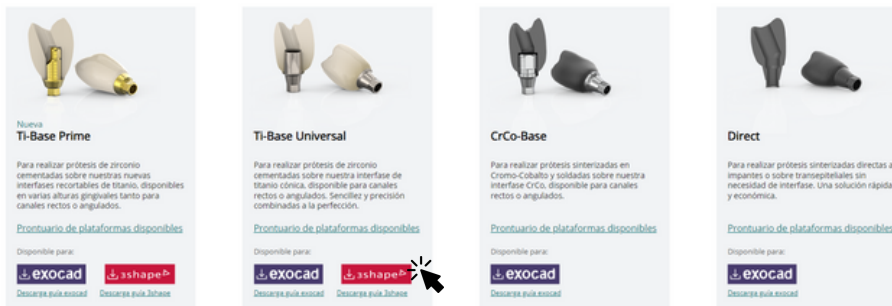 Nueva
Ti-Base Prime
Para realizar prótesis de zirconio
cementadas sobre nuestras nuevas
interfases recortables de titanio, disponibles
en varias alturas gingivales tanto para
canales rectos o angulados.
Prontuario de plataformas disponibles
Disponible para:
exocad
3shape
Descarga guía exocad
Descarga guía 3shape
Ti-Base Universal
Para realizar prótesis de zirconio
cementadas sobre nuestra interfase de
titanio cónica, disponible para canales
rectos o angulados. Sencillez y precisión
combinadas a la perfección.
Prontuario de plataformas disponibles
Disponible para:
exocad
3shape
Descarga guía exocad
Descarga guía 3shape
CrCo-Base
Para realizar prótesis sinterizadas en
Cromo-Cobalto y soldadas sobre nuestra
interfase CrCo, disponible para canales
rectos o angulados.
Prontuario de plataformas disponibles
Disponible para:
exocad
Descarga guía exocad
Direct
Para realizar prótesis sinterizadas directas a
impantes o sobre transepiteliales sin
necesidad de interfase. Una solución rápida
y económica.
Prontuario de plataformas disponibles
Disponible para:
exocad
Descarga guía exocad